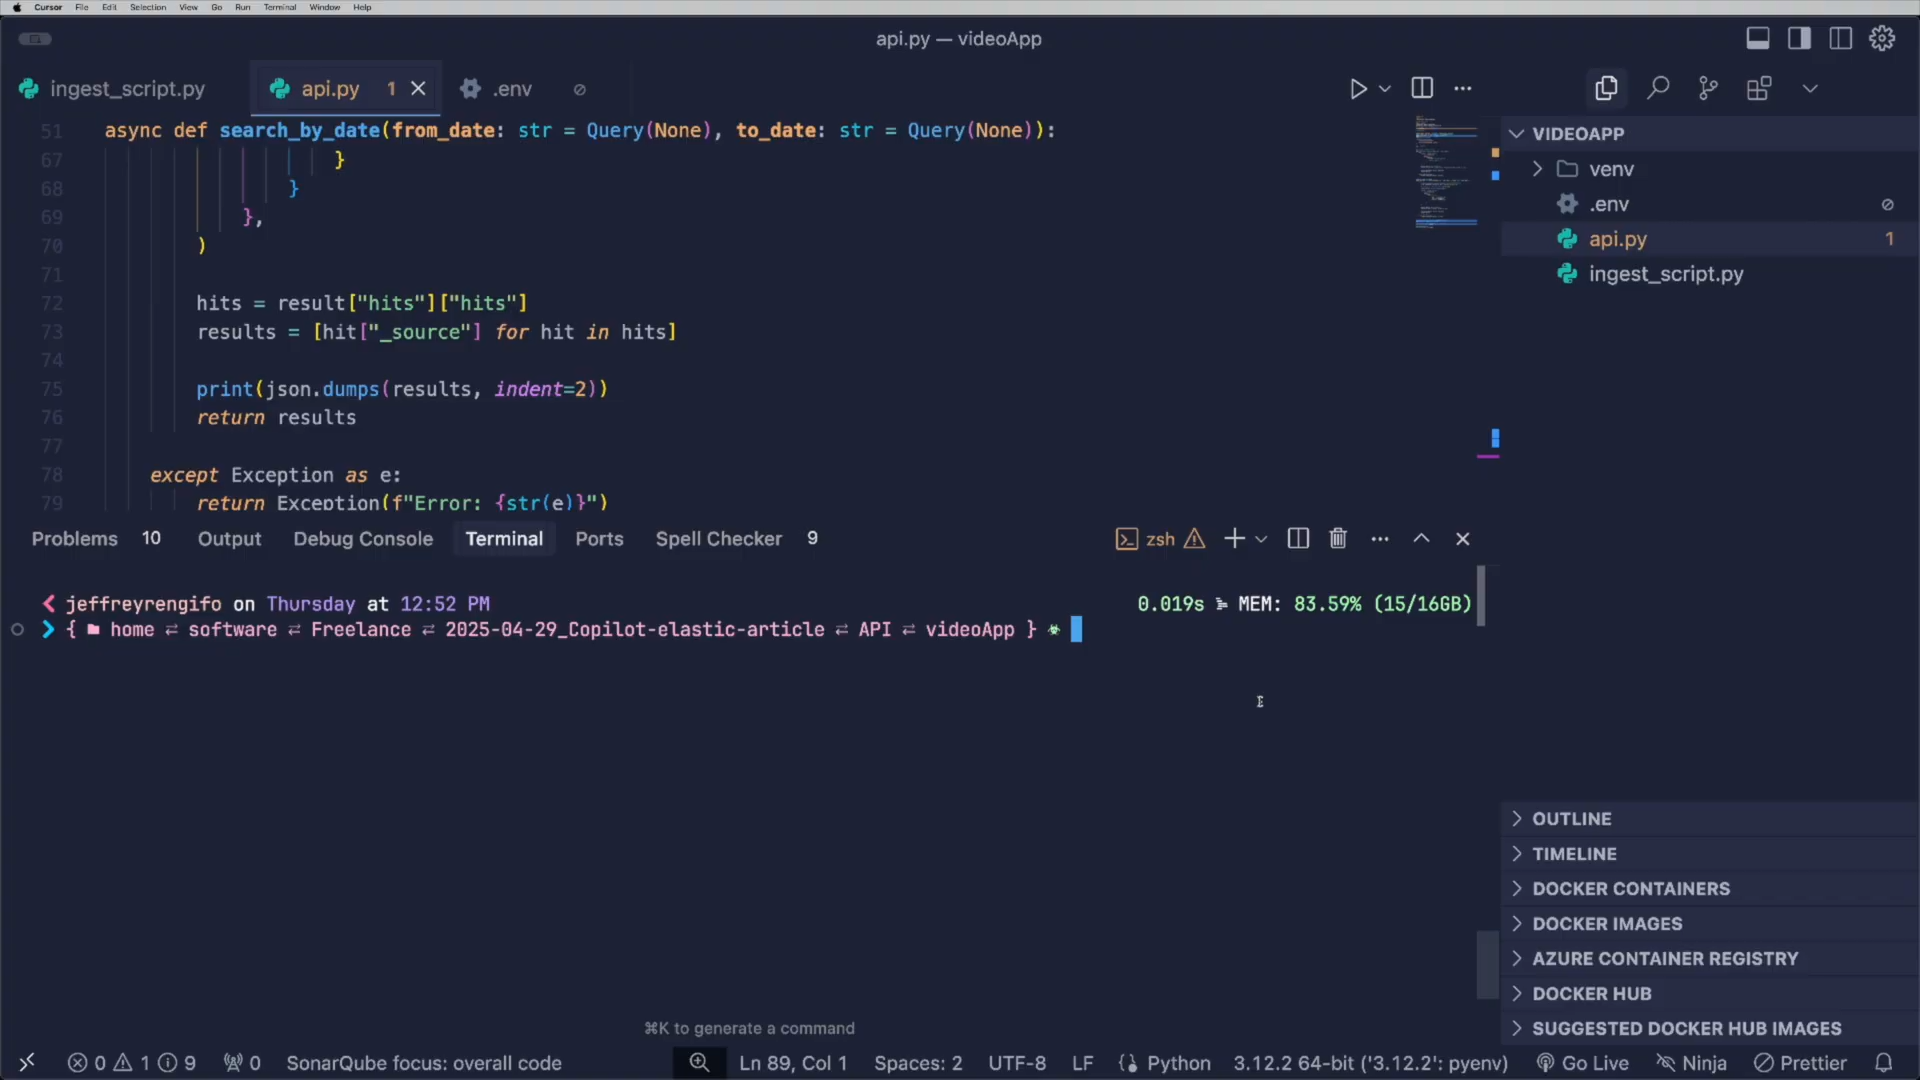 Cursor File Edit Selection View Go Run Terminal Window Help
api.py — videoApp
ingest_script.py api.py 1 .env
51 async def search_by_date(from_date: str = Query(None), to_date: str = Query(None)):
67 }
68 }
69 },
70 )
71
72 hits = result["hits"]["hits"]
73 results = [hit["_source"] for hit in hits]
74
75 print(json.dumps(results, indent=2))
76 return results
77
78 except Exception as e:
79 return Exception(f"Error: {str(e)}")
VIDEOAPP
venv
.env
api.py 1
ingest_script.py
Problems 10 Output Debug Console Terminal Ports Spell Checker 9 zsh
jeffreyrengifo on Thursday at 12:52 PM 0.019s MEM: 83.59% (15/16GB)
{ home ⇌ software ⇌ Freelance ⇌ 2025-04-29_Copilot-elastic-article ⇌ API ⇌ videoApp }
⌘K to generate a command
OUTLINE
TIMELINE
DOCKER CONTAINERS
DOCKER IMAGES
AZURE CONTAINER REGISTRY
DOCKER HUB
SUGGESTED DOCKER HUB IMAGES
0 1 9 0 SonarQube focus: overall code Ln 89, Col 1 Spaces: 2 UTF-8 LF Python 3.12.2 64-bit ('3.12.2': pyenv) Go Live Ninja Prettier